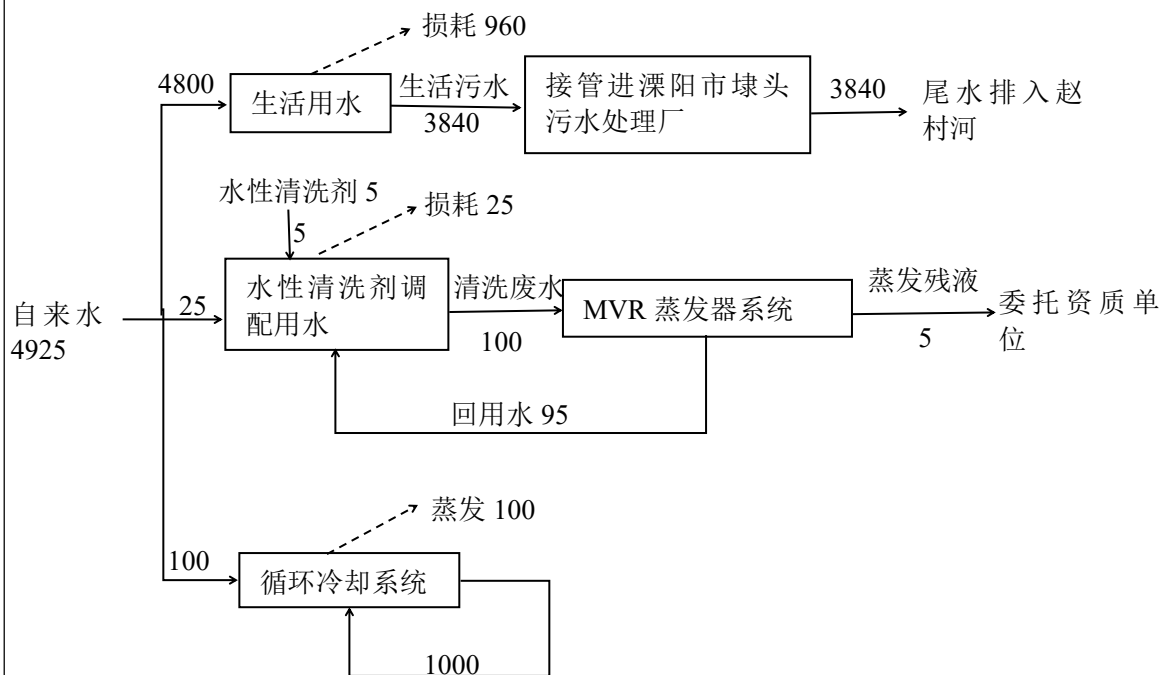 损耗 960
4800
生活用水
生活污水
3840
接管进溧阳市埭头
污水处理厂
3840
尾水排入赵
村河
水性清洗剂 5
5
损耗 25
自来水
4925
25
水性清洗剂调
配用水
清洗废水
100
MVR 蒸发器系统
蒸发残液
5
委托资质单
位
回用水 95
蒸发 100
100
循环冷却系统
1000